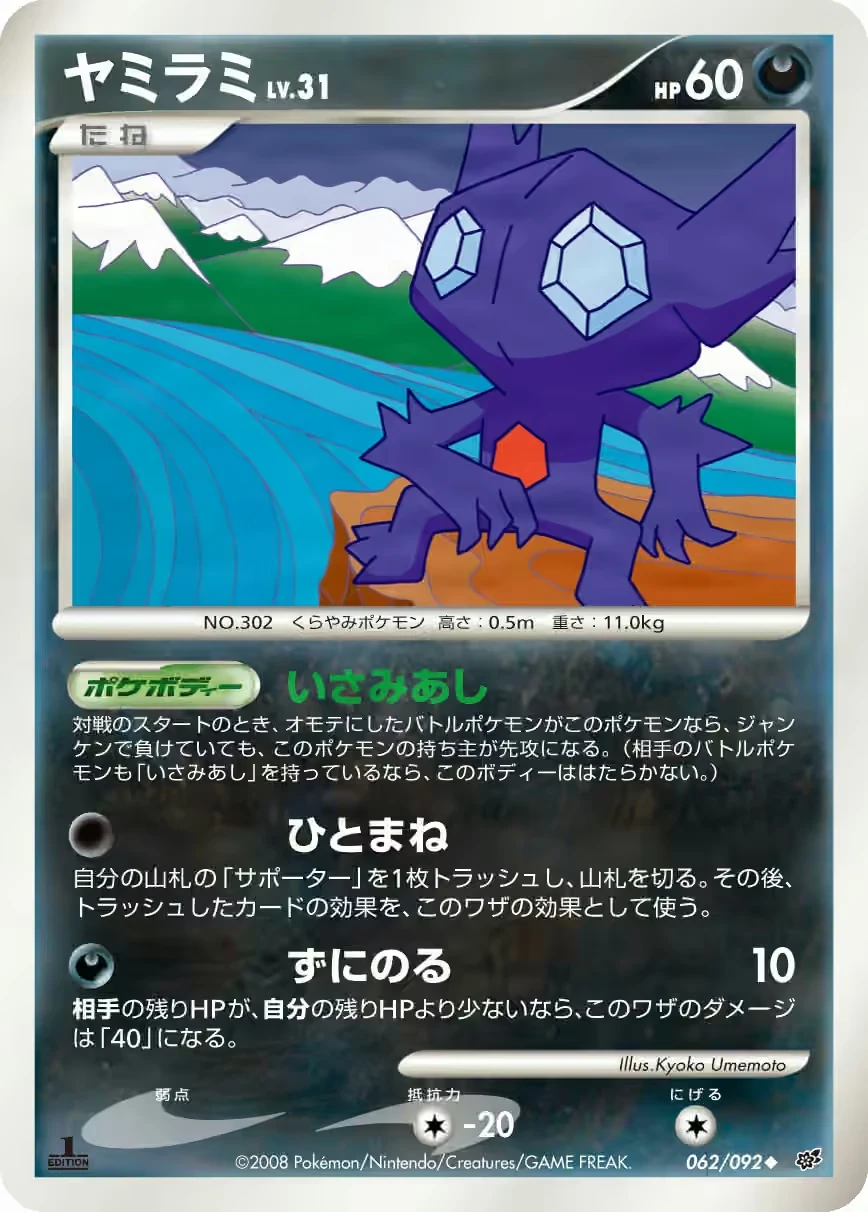 ヤミラミ LV.31 HP60
たね
NO.302 くらやみポケモン 高さ:0.5m 重さ:11.0kg
ポケボディー いさみあし
対戦のスタートのとき、オモテにしたバトルポケモンがこのポケモンなら、ジャン
ケンで負けていても、このポケモンの持ち主が先攻になる。(相手のバトルポケ
モンも「いさみあし」を持っているなら、このボディーははたらかない。)
ひとまね
自分の山札の「サポーター」を1枚トラッシュし、山札を切る。その後、
トラッシュしたカードの効果を、このワザの効果として使う。
ずにのる 10
相手の残りHPが、自分の残りHPより少ないなら、このワザのダメージ
は「40」になる。
Illus.Kyoko Umemoto
弱点 抵抗力 にげる
-20
1 EDITION
©2008 Pokémon/Nintendo/Creatures/GAME FREAK. 062/092◆